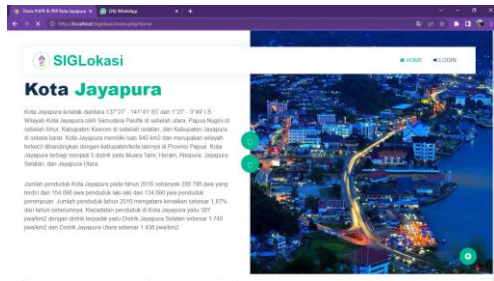 Dinas PUPR & PKP Kota Jayapura
(30) WhatsApp
http://localhost/siglokasi/index.php/home
SIGLokasi
HOME
LOGIN
Kota Jayapura
Kota Jayapura terletak diantara 137°27' - 141°41' BT dan 1°27' - 3°49' LS.
Wilayah Kota Jayapura oleh Samudera Pasifik di sebelah utara, Papua Nugini di
sebelah timur, Kabupaten Keerom di sebelah selatan, dan Kabupaten Jayapura
di sebela barat. Kota Jayapura memiliki luas 940 km2 dan merupakan wilayah
terkecil dibandingkan dengan kabupaten/kota lainnya di Provinsi Papua. Kota
Jayapura terbagi menjadi 5 distrik yaitu Muara Tami, Heram, Abepura, Jayapura
Selatan, dan Jayapura Utara.
Jumlah penduduk Kota Jayapura pada tahun 2016 sebanyak 288.786 jiwa yang
terdiri dari 154.096 jiwa penduduk laki-laki dan 134.690 jiwa penduduk
perempuan. Jumlah penduduk tahun 2016 mengalami kenaikan sebesar 1,87%
dari tahun sebelumnya. Kepadatan penduduk di Kota Jayapura yaitu 307
jiwa/km2 dengan distrik terpadat yaitu Distrik Jayapura Selatan sebesar 1.740
jiwa/km2 dan Distrik Jayapura Utara sebesar 1.436 jiwa/km2.